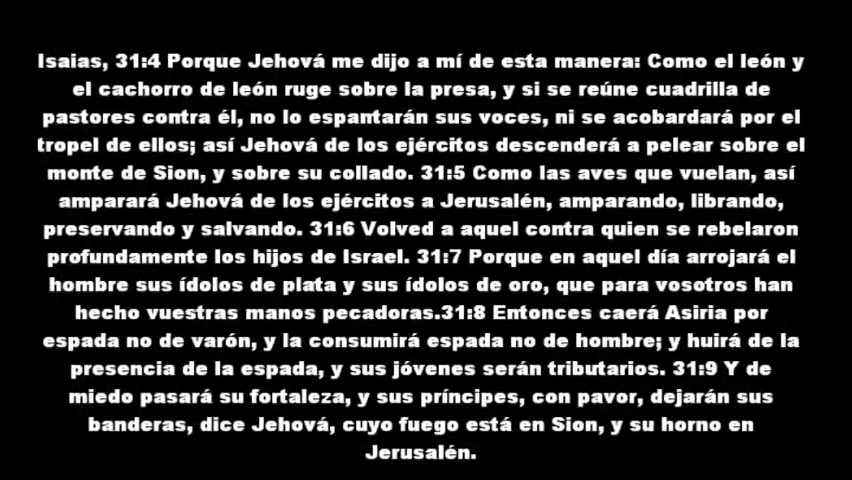 Isaias, 31:4 Porque Jehová me dijo a mí de esta manera: Como el león y
el cachorro de león ruge sobre la presa, y si se reúne cuadrilla de
pastores contra él, no lo espantarán sus voces, ni se acobardará por el
tropel de ellos; así Jehová de los ejércitos descenderá a pelear sobre el
monte de Sion, y sobre su collado. 31:5 Como las aves que vuelan, así
amparará Jehová de los ejércitos a Jerusalén, amparando, librando,
preservando y salvando. 31:6 Volved a aquel contra quien se rebelaron
profundamente los hijos de Israel. 31:7 Porque en aquel día arrojará el
hombre sus ídolos de plata y sus ídolos de oro, que para vosotros han
hecho vuestras manos pecadoras.31:8 Entonces caerá Asiria por
espada no de varón, y la consumirá espada no de hombre; y huirá de la
presencia de la espada, y sus jóvenes serán tributarios. 31:9 Y de
miedo pasará su fortaleza, y sus príncipes, con pavor, dejarán sus
banderas, dice Jehová, cuyo fuego está en Sion, y su horno en
Jerusalén.